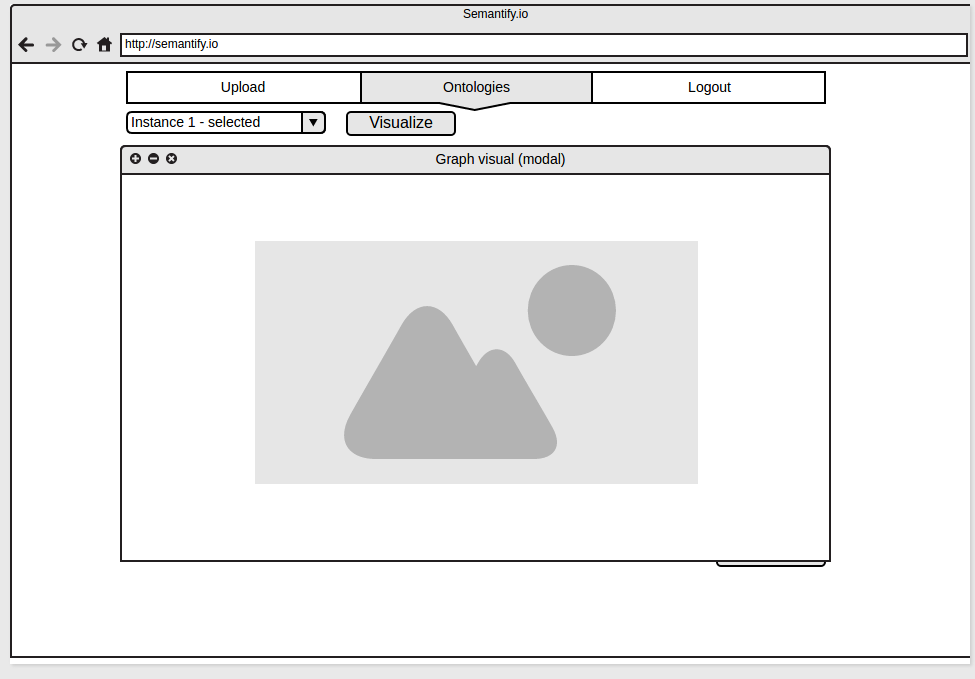 Semantify.io
http://semantify.io
Upload
Ontologies
Logout
Instance 1 - selected
Visualize
Graph visual (modal)